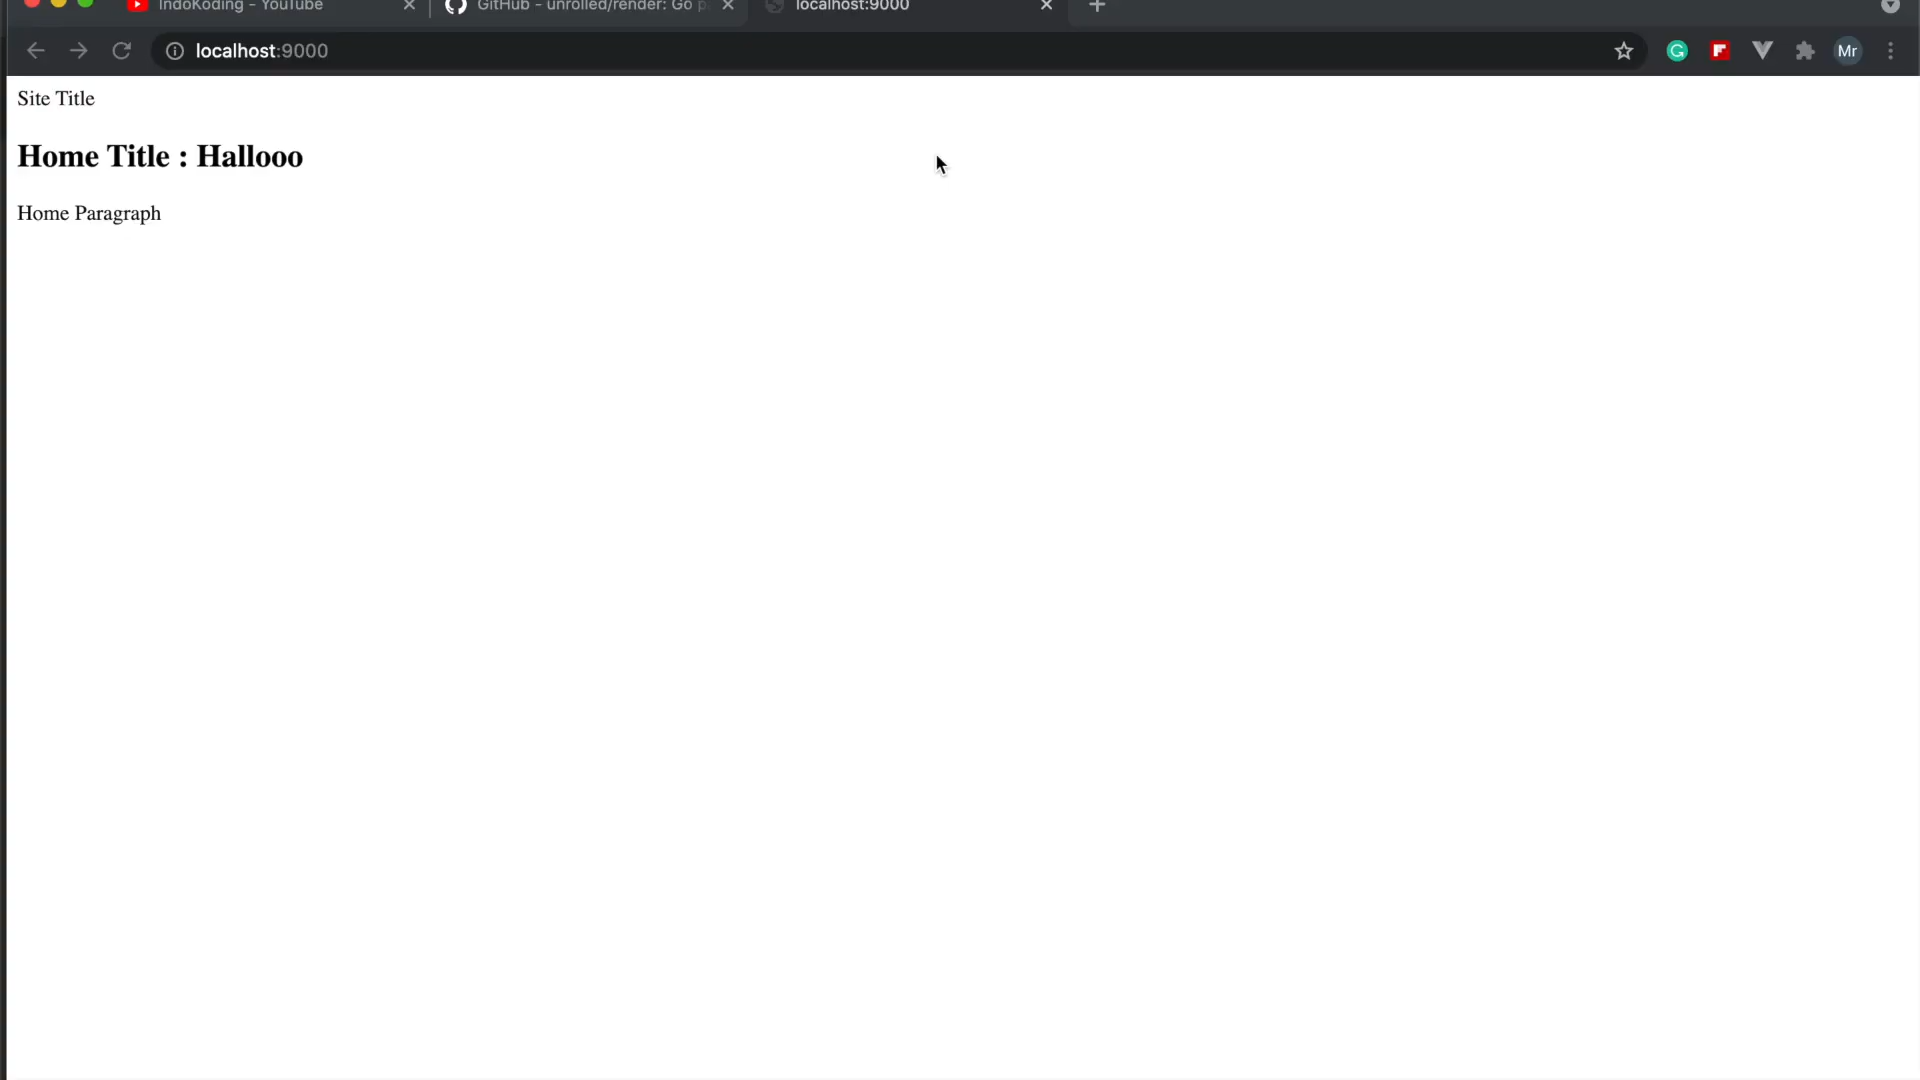 IndoKoding - YouTube
GitHub - unrolled/render: Go p
localhost:9000
localhost:9000
Mr
Site Title
Home Title : Hallooo
Home Paragraph